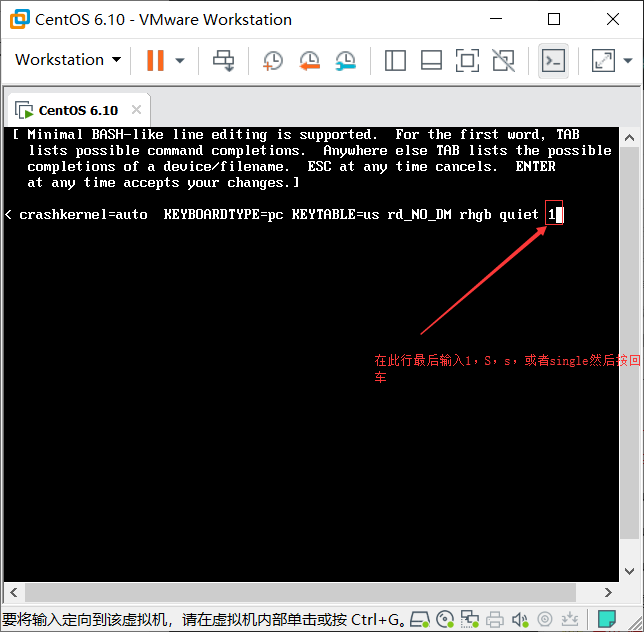 CentOS 6.10 - VMware Workstation
Workstation
CentOS 6.10
[ Minimal BASH-like line editing is supported.  For the first word, TAB
lists possible command completions.  Anywhere else TAB lists the possible
completions of a device/filename.  ESC at any time cancels.  ENTER
at any time accepts your changes.]
< crashkernel=auto  KEYBOARDTYPE=pc KEYTABLE=us rd_NO_DM rhgb quiet 1
在此行最后输入1，S，s，或者single然后按回
车
要将输入定向到该虚拟机，请在虚拟机内部单击或按 Ctrl+G。